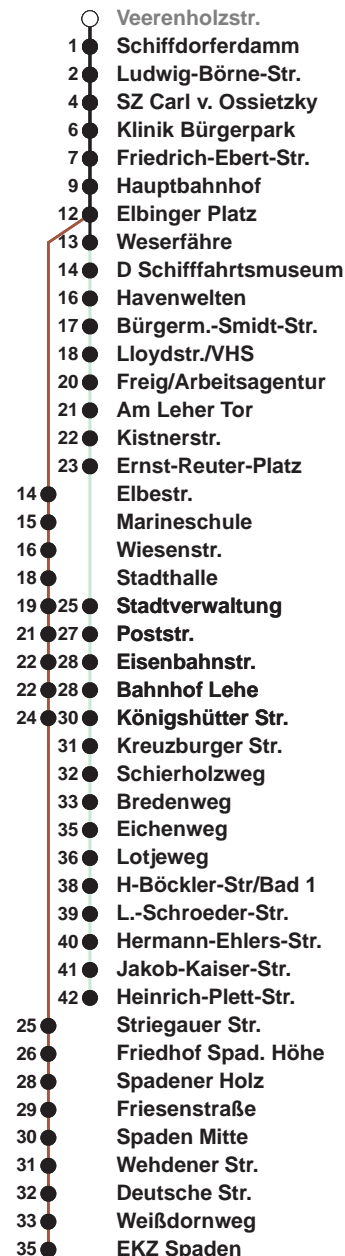 Veerenholzstr.
1 Schiffdorferdamm
2 Ludwig-Börne-Str.
4 SZ Carl v. Ossietzky
6 Klinik Bürgerpark
7 Friedrich-Ebert-Str.
9 Hauptbahnhof
12 Elbinger Platz
13 Weserfähre
14 D Schifffahrtsmuseum
16 Havenwelten
17 Bürgerm.-Smidt-Str.
18 Lloydstr./VHS
20 Freig/Arbeitsagentur
21 Am Leher Tor
22 Kistnerstr.
23 Ernst-Reuter-Platz
14 Elbestr.
15 Marineschule
16 Wiesenstr.
18 Stadthalle
19 25 Stadtverwaltung
21 27 Poststr.
22 28 Eisenbahnstr.
22 28 Bahnhof Lehe
24 30 Königshütter Str.
31 Kreuzburger Str.
32 Schierholzweg
33 Bredenweg
35 Eichenweg
36 Lotjeweg
38 H-Böckler-Str/Bad 1
39 L.-Schroeder-Str.
40 Hermann-Ehlers-Str.
41 Jakob-Kaiser-Str.
42 Heinrich-Plett-Str.
25 Striegauer Str.
26 Friedhof Spad. Höhe
28 Spadener Holz
29 Friesenstraße
30 Spaden Mitte
31 Wehdener Str.
32 Deutsche Str.
33 Weißdornweg
35 EKZ Spaden